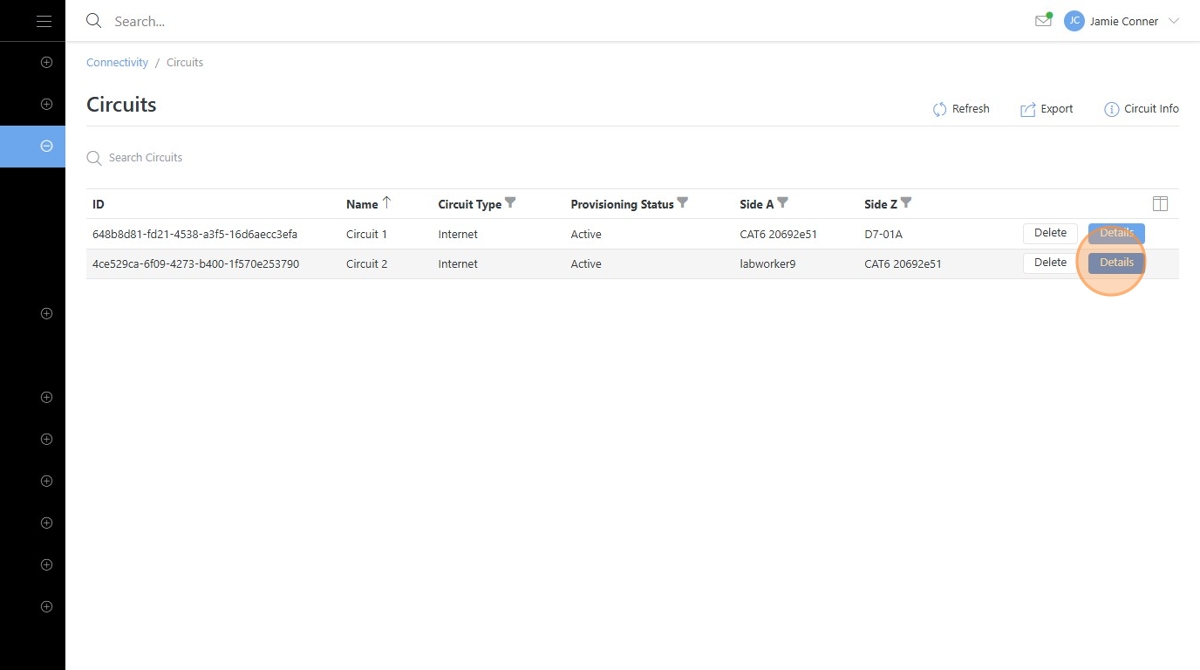 Search...
JC Jamie Conner
Connectivity / Circuits
Circuits
Refresh Export Circuit Info
Search Circuits
ID Name Circuit Type Provisioning Status Side A Side Z
648b8d81-fd21-4538-a3f5-16d6aecc3efa Circuit 1 Internet Active CAT6 20692e51 D7-01A Delete Details
4ce529ca-6f09-4273-b400-1f570e253790 Circuit 2 Internet Active labworker9 CAT6 20692e51 Delete Details